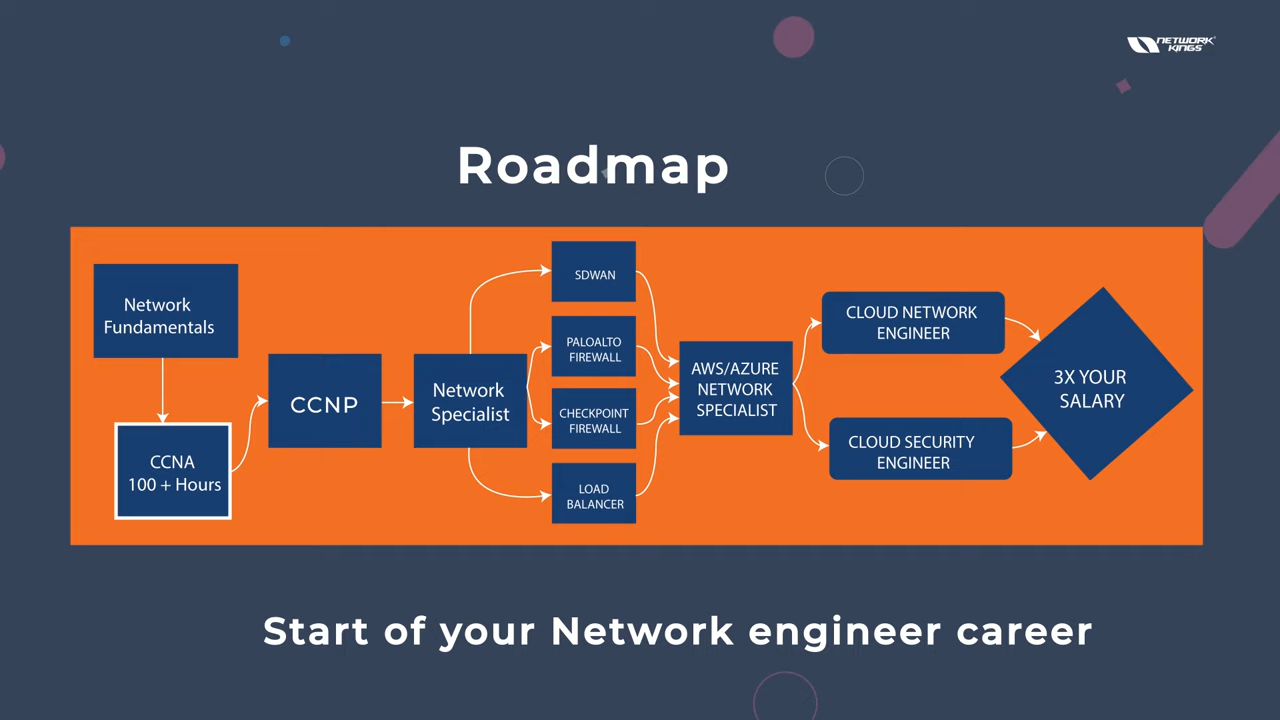 NETWORK
KINGS
Roadmap
Network
Fundamentals
CCNA
100 + Hours
CCNP
Network
Specialist
SDWAN
PALOALTO
FIREWALL
CHECKPOINT
FIREWALL
LOAD
BALANCER
AWS/AZURE
NETWORK
SPECIALIST
CLOUD NETWORK
ENGINEER
CLOUD SECURITY
ENGINEER
3X YOUR
SALARY
Start of your Network engineer career